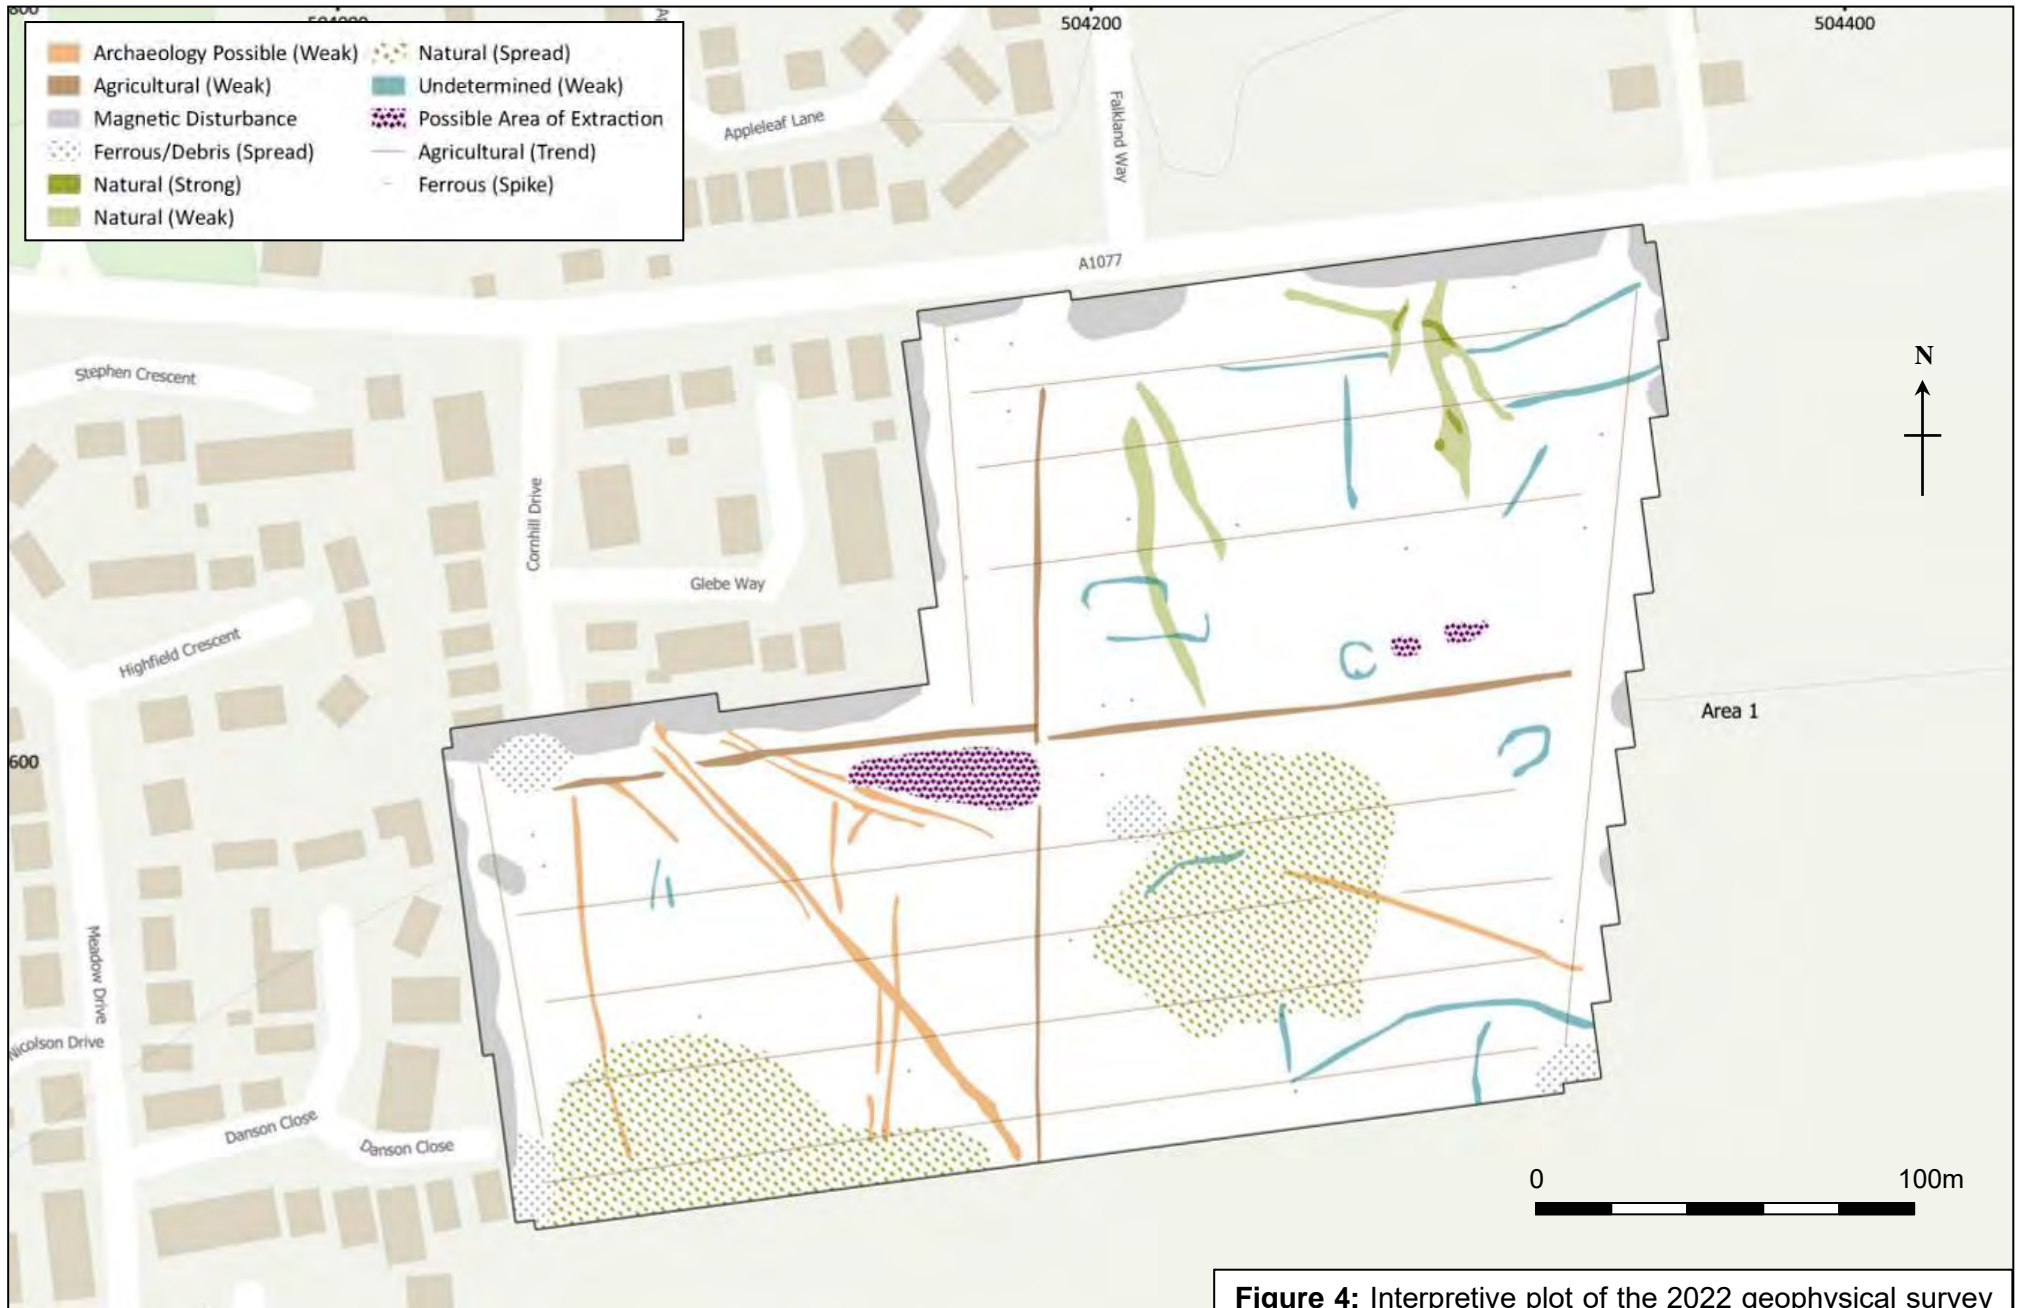 504200
504400
Archaeology Possible (Weak)
Agricultural (Weak)
Magnetic Disturbance
Ferrous/Debris (Spread)
Natural (Strong)
Natural (Weak)
Natural (Spread)
Undetermined (Weak)
Possible Area of Extraction
Agricultural (Trend)
Ferrous (Spike)
Appleleaf Lane
Falkland Way
A1077
Stephen Crescent
Cornhill Drive
Glebe Way
Highfield Crescent
N
Area 1
600
Meadow Drive
Nicolson Drive
Danson Close
Danson Close
0 100m
Figure 4: Interpretive plot of the 2022 geophysical survey